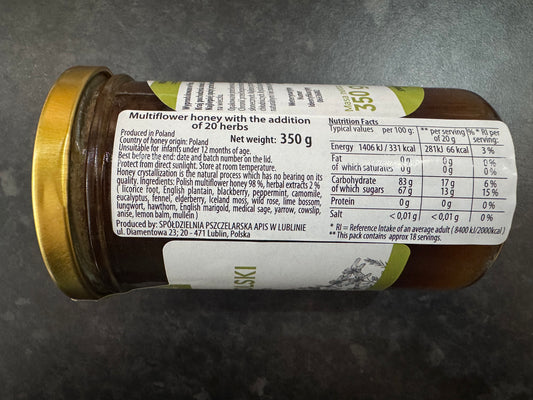 Multiflower honey with the addition
of 20 herbs
Produced in Poland
Country of honey origin: Poland
Net weight: 350 g
Unsuitable for infants under 12 months of age.
Best before the end: date and batch number on the lid.
Protect from direct sunlight. Store at room temperature.
Honey crystallization is the natural process which has no bearing on its
quality. Ingredients: Polish multiflower honey 98 %, herbal extracts 2 %
( licorice foot, English plantain, blackberry, peppermint, camomile,
eucalyptus, fennel, elderberry, Iceland moss, wild rose, lime bossom,
lungwort, hawthorn, English marigold, medical sage, yarrow, cowslip,
anise, lemon balm, mullein )
Produced by: SPÓŁDZIELNIA PSZCZELARSKA APIS W LUBLINIE
ul. Diamentowa 23; 20 - 471 Lublin, Polska
Nutrition Facts
Typical values per 100 g: ** per serving of 20 g % * RI per serving:
Energy 1406 kJ / 331 kcal 281kJ 66 kcal 3 %
Fat 0 g 0 g 0 %
of which saturates 0 g 0 g 0 %
Carbohydrate 83 g 17 g 6 %
of which sugars 67 g 13 g 15 %
Protein 0 g 0 g 0 %
Salt < 0,01 g < 0,01 g 0 %
* RI = Reference Intake of an average adult ( 8400 kJ/2000kcal )
** This pack contains approx 18 servings.
350 g
SKI